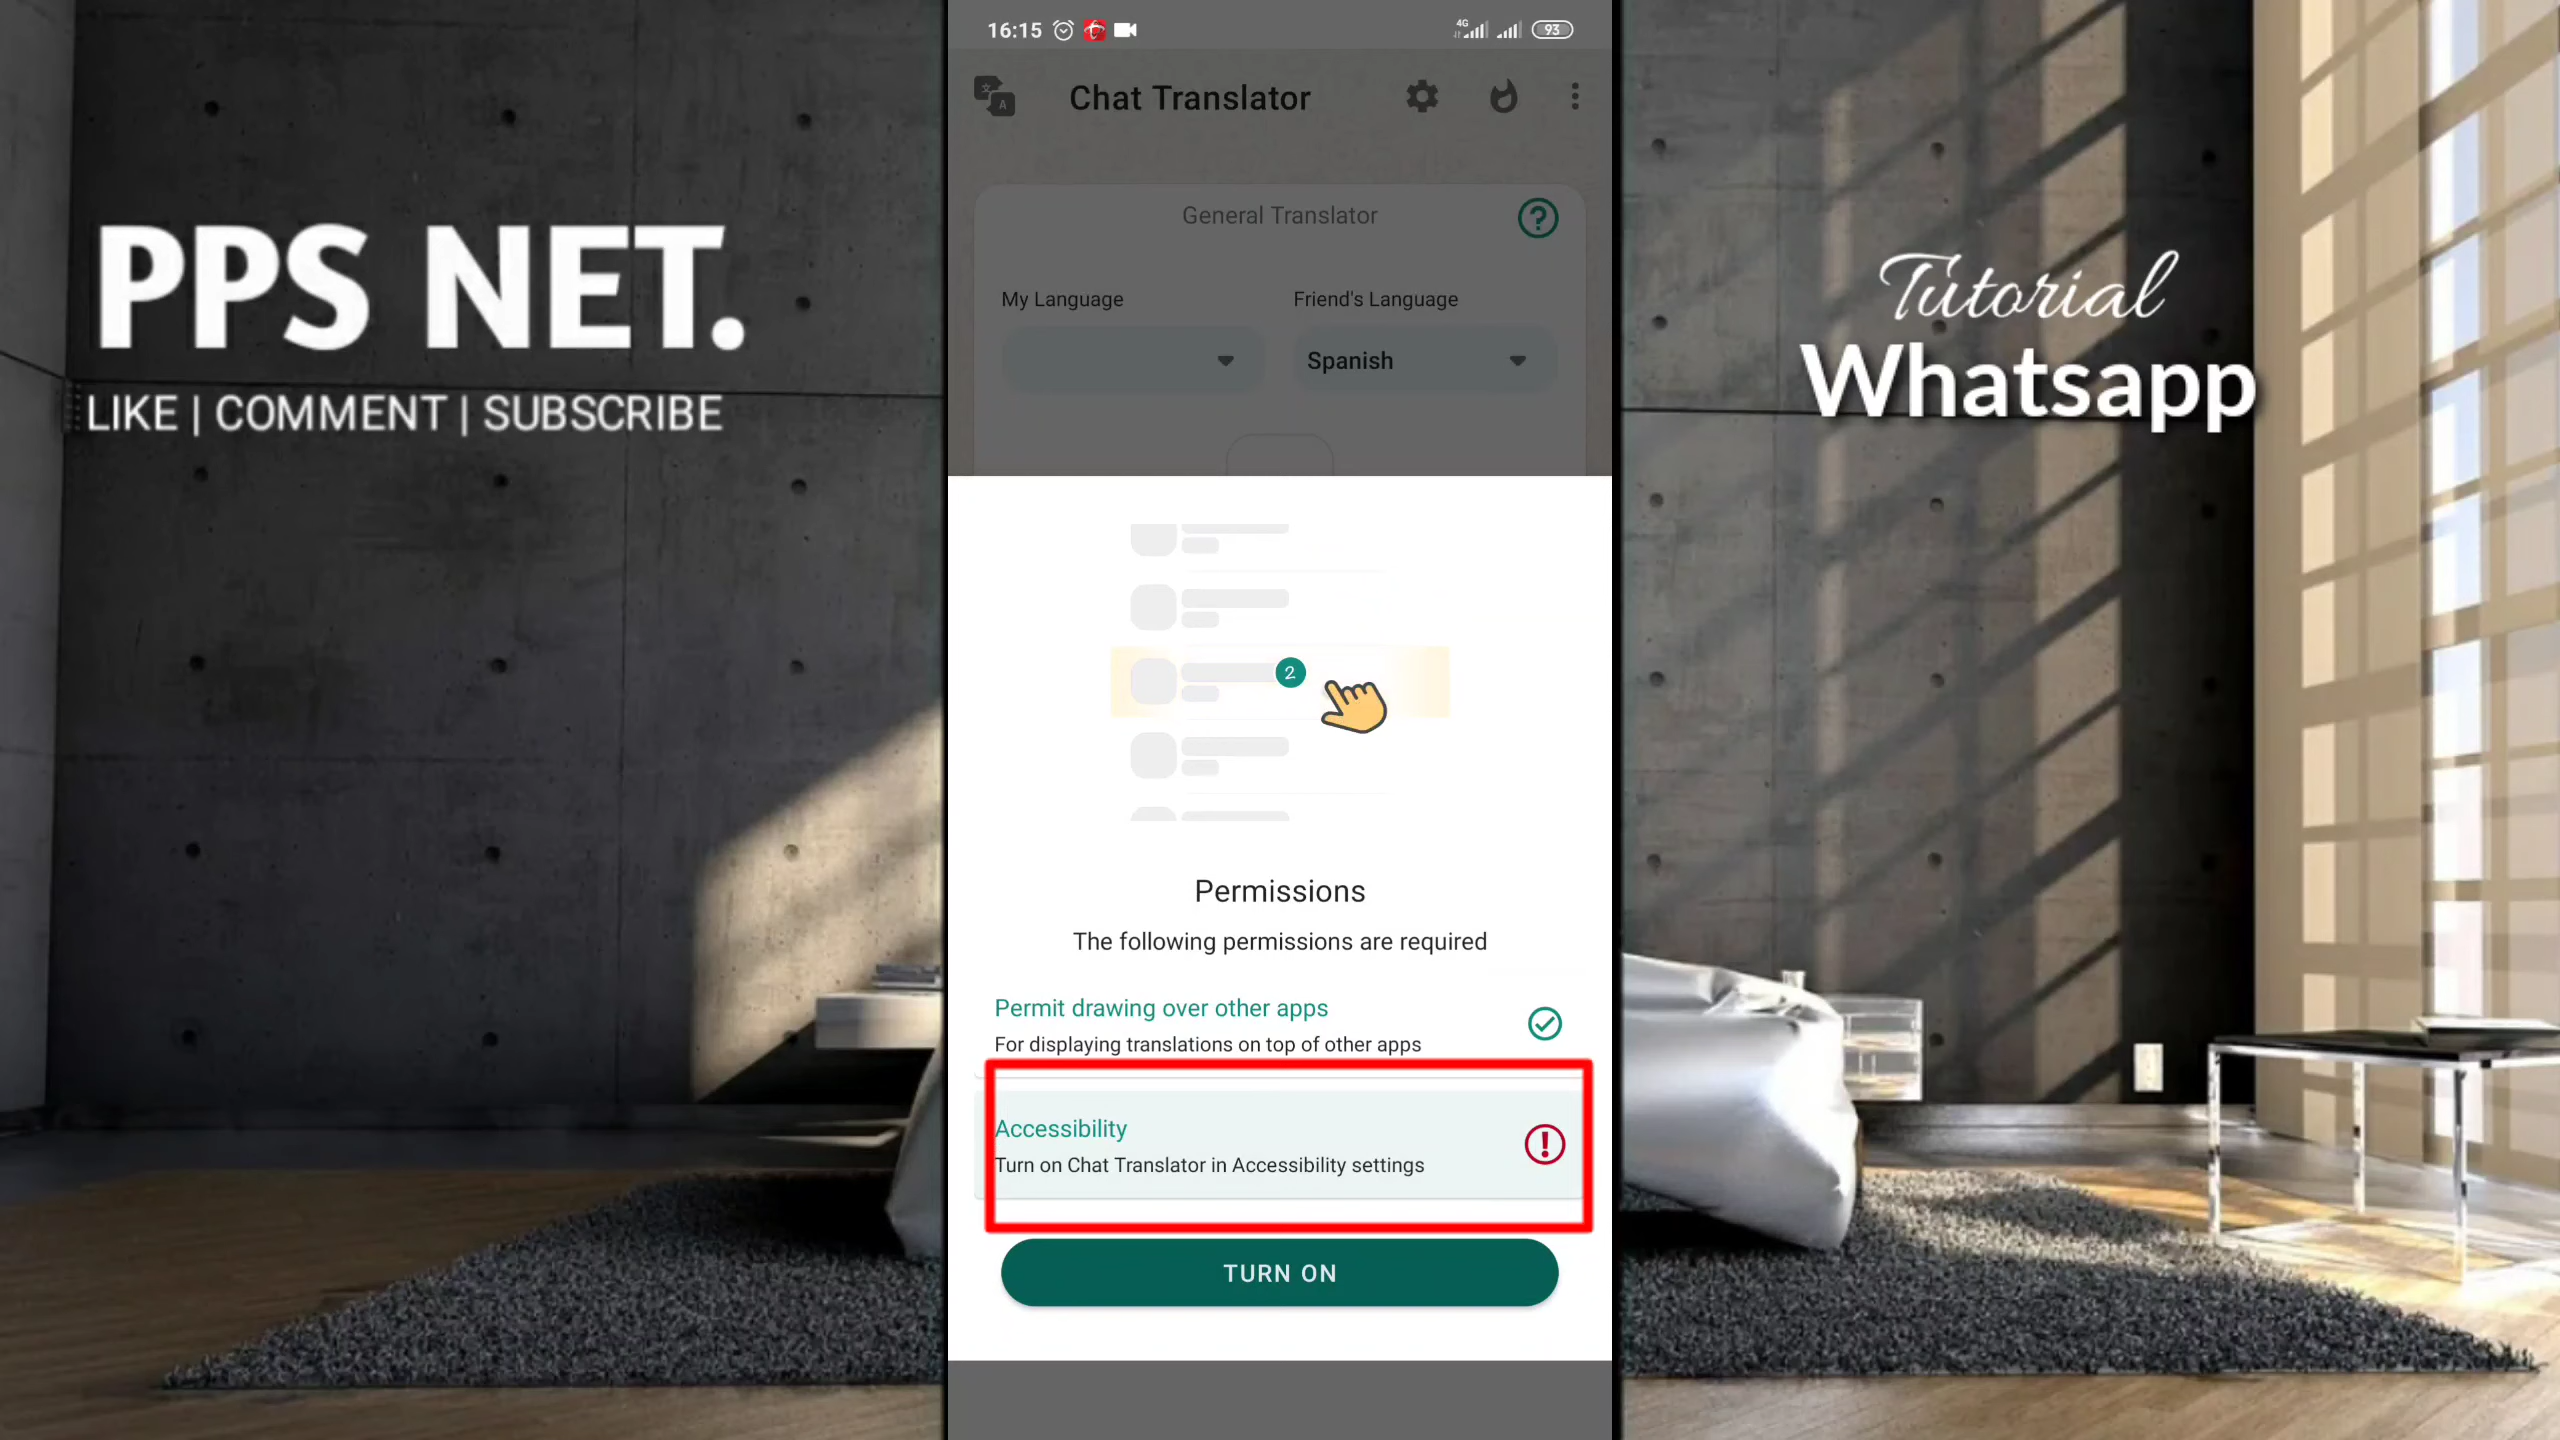 PPS NET.
LIKE | COMMENT | SUBSCRIBE
Tutorial
Whatsapp
16:15
4G
93
Chat Translator
General Translator
My Language
Friend's Language
Spanish
2
Permissions
The following permissions are required
Permit drawing over other apps
For displaying translations on top of other apps
Accessibility
Turn on Chat Translator in Accessibility settings
TURN ON